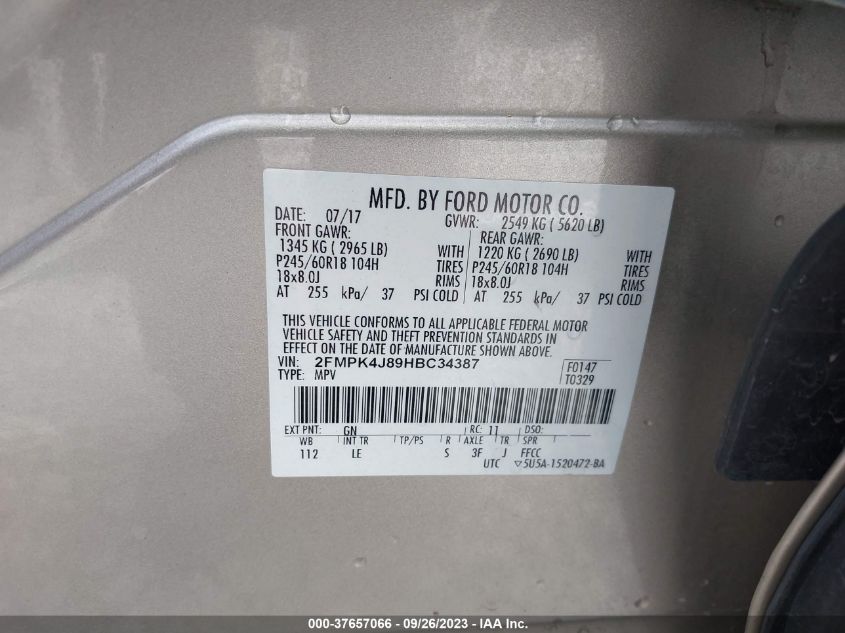 MFD. BY FORD MOTOR CO.
DATE: 07/17 GVWR: 2549 KG ( 5620 LB)
FRONT GAWR: REAR GAWR:
1345 KG ( 2965 LB) WITH 1220 KG ( 2690 LB) WITH
P245/60R18 104H TIRES P245/60R18 104H TIRES
18x8.0J RIMS 18x8.0J RIMS
AT 255 kPa/ 37 PSI COLD AT 255 kPa/ 37 PSI COLD
THIS VEHICLE CONFORMS TO ALL APPLICABLE FEDERAL MOTOR
VEHICLE SAFETY AND THEFT PREVENTION STANDARDS IN
EFFECT ON THE DATE OF MANUFACTURE SHOWN ABOVE.
VIN: 2FMPK4J89HBC34387 F0147
TYPE: MPV T0329
EXT PNT: GN RC: 11 DSO:
WB INT TR TP/PS R AXLE TR SPR
112 LE S 3F J FFCC
UTC ▽5U5A-1520472-BA
000-37657066 - 09/26/2023 - IAA Inc.